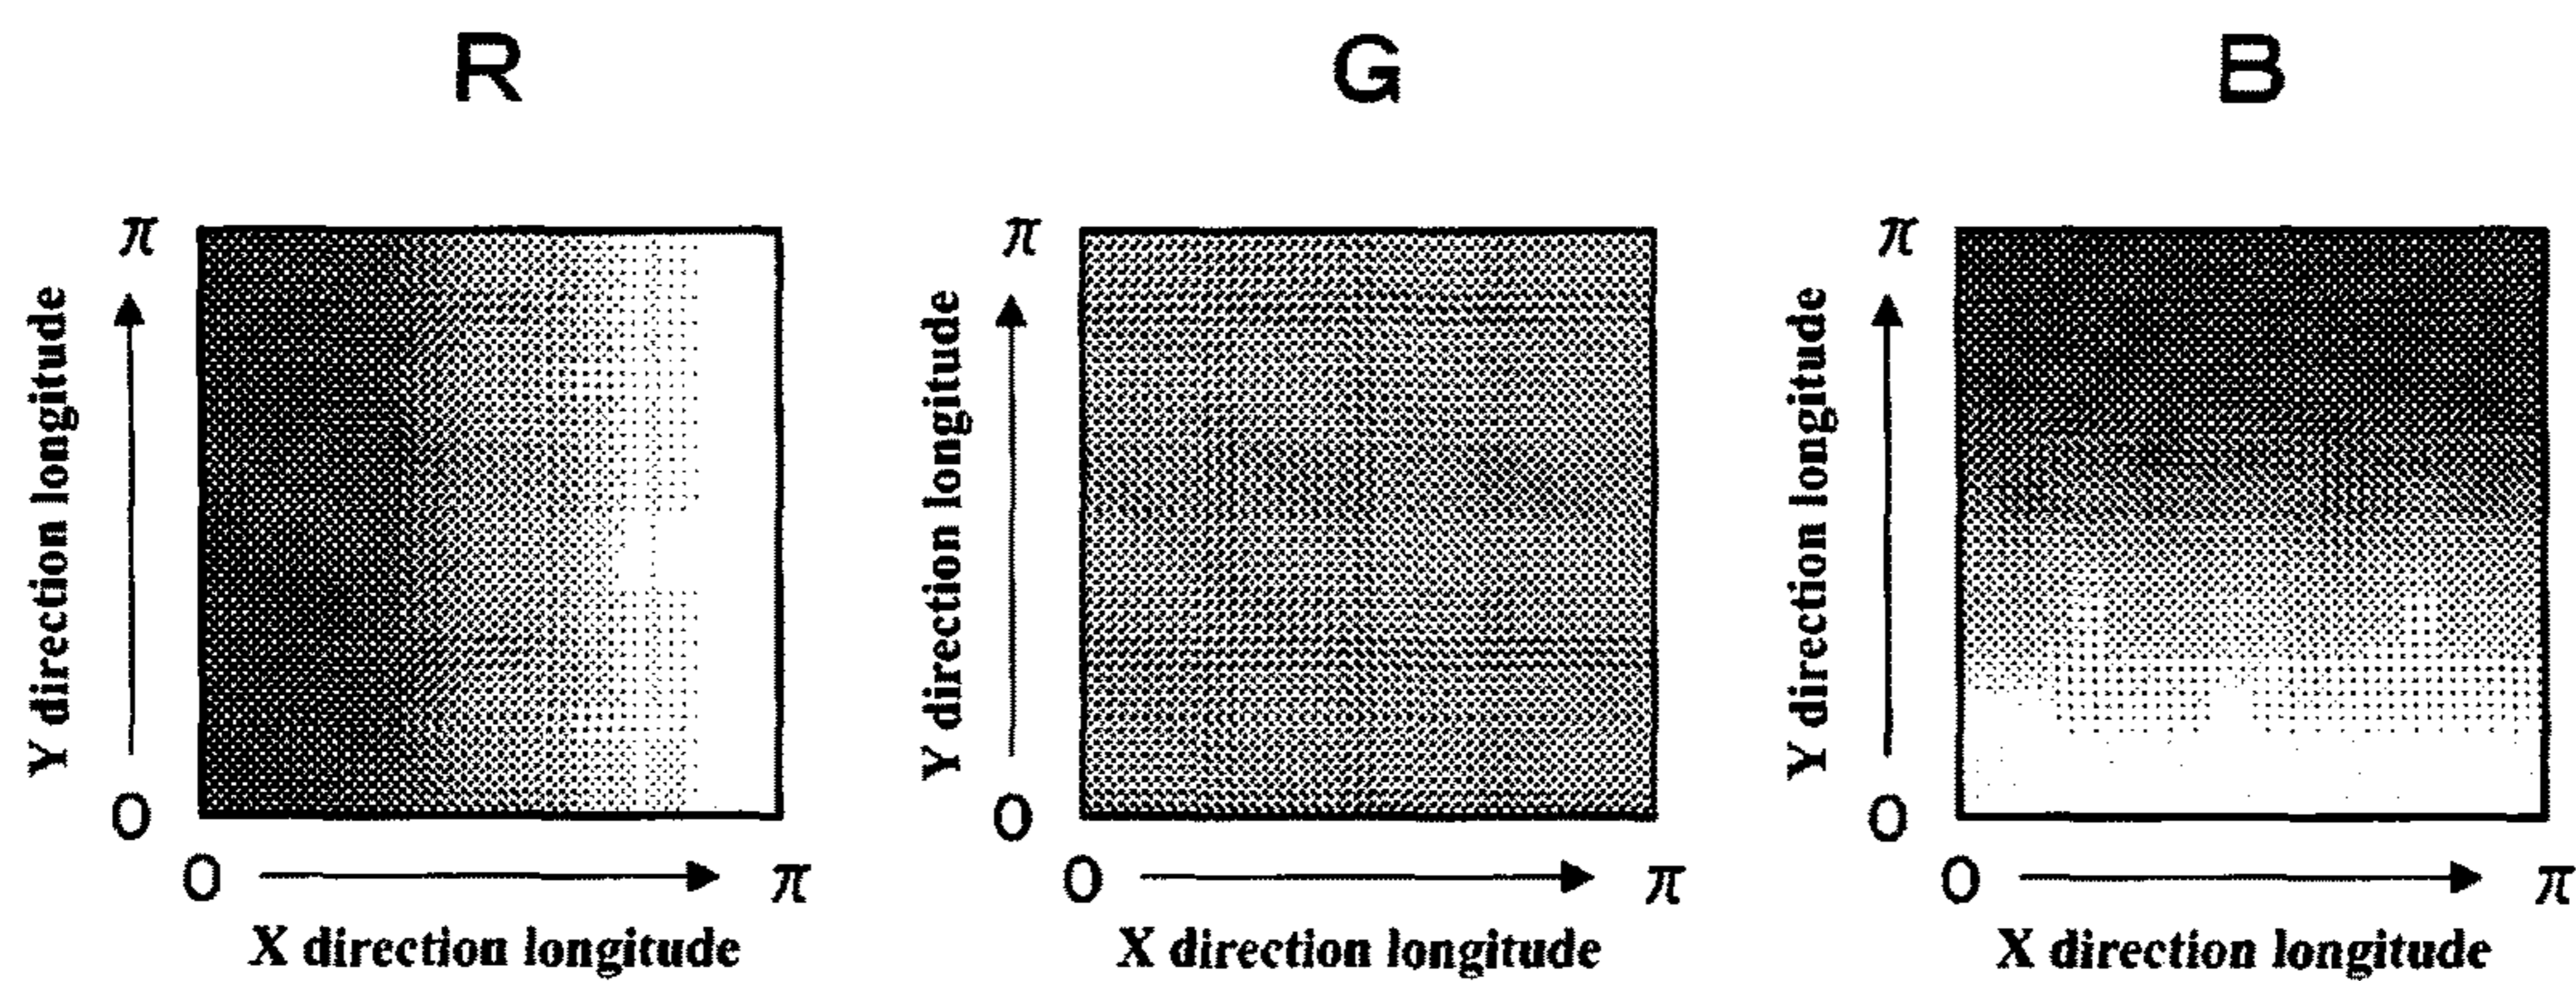 R G B
π π π
Y direction longitude Y direction longitude Y direction longitude
0 0 0
0 π 0 π 0 π
X direction longitude X direction longitude X direction longitude